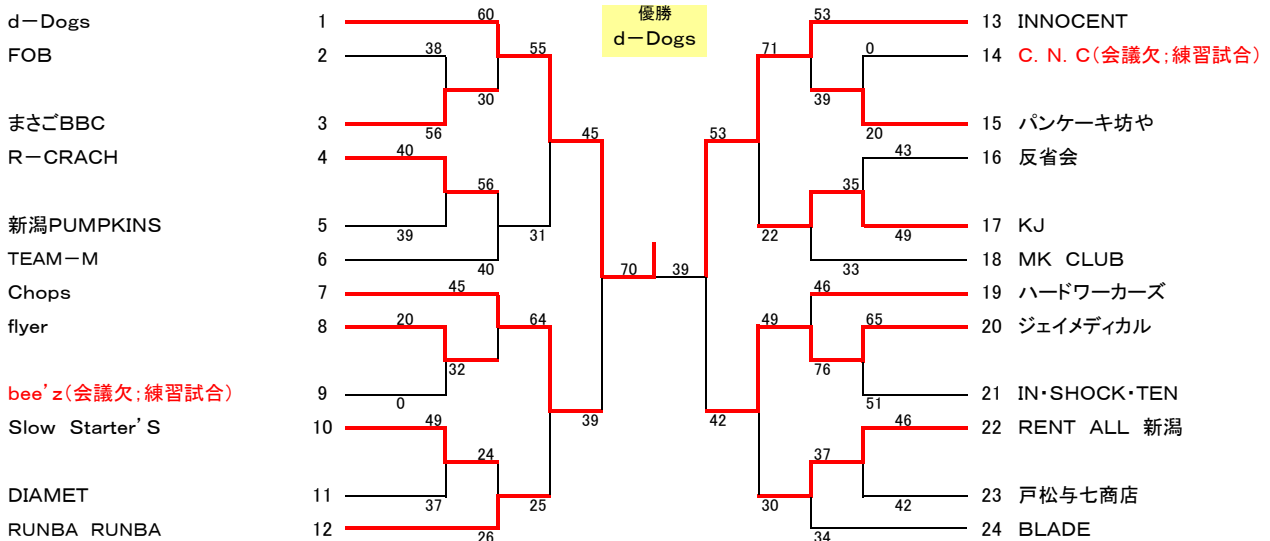 優勝
d－Dogs
d－Dogs 1 60
FOB 2 38
55
30
まさごBBC 3 56
R－CRACH 4 40
45
56
新潟PUMPKINS 5 39
31
TEAM－M 6 40
Chops 7 45
flyer 8 20
64
32
bee'z（会議欠；練習試合） 9 0
Slow Starter'S 10 49
39
24
DIAMET 11 37
25
RUNBA RUNBA 12 26
70 39
53 13 INNOCENT
71
0 14 C．N．C（会議欠；練習試合）
39
20 15 パンケーキ坊や
53
43 16 反省会
35
22
49 17 KJ
33 18 MK CLUB
46 19 ハードワーカーズ
49
65 20 ジェイメディカル
76
51 21 IN・SHOCK・TEN
42
46 22 RENT ALL 新潟
37
30
42 23 戸松与七商店
34 24 BLADE